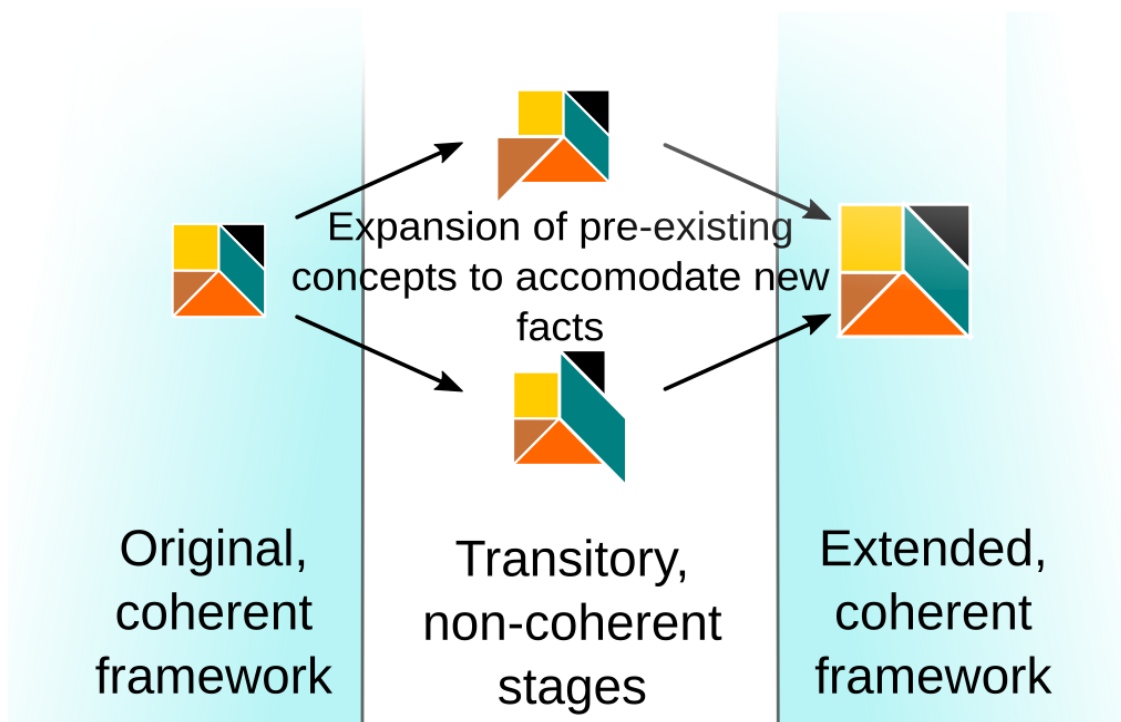 Expansion of pre-existing
concepts to accomodate new
facts
Original,
coherent
framework
Transitory,
non-coherent
stages
Extended,
coherent
framework